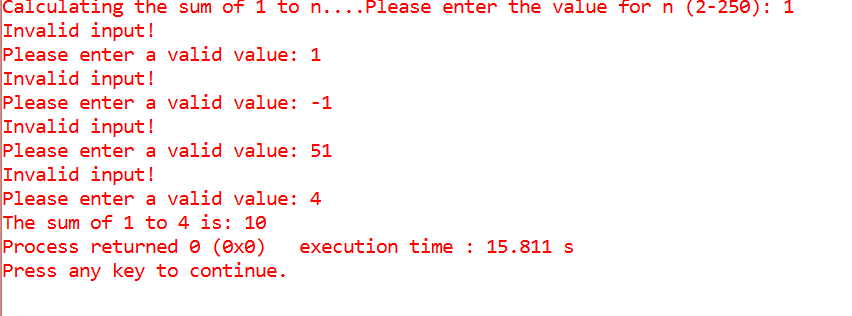 Calculating the sum of 1 to n....Please enter the value for n (2-250): 1
Invalid input!
Please enter a valid value: 1
Invalid input!
Please enter a valid value: -1
Invalid input!
Please enter a valid value: 51
Invalid input!
Please enter a valid value: 4
The sum of 1 to 4 is: 10
Process returned 0 (0x0)   execution time : 15.811 s
Press any key to continue.